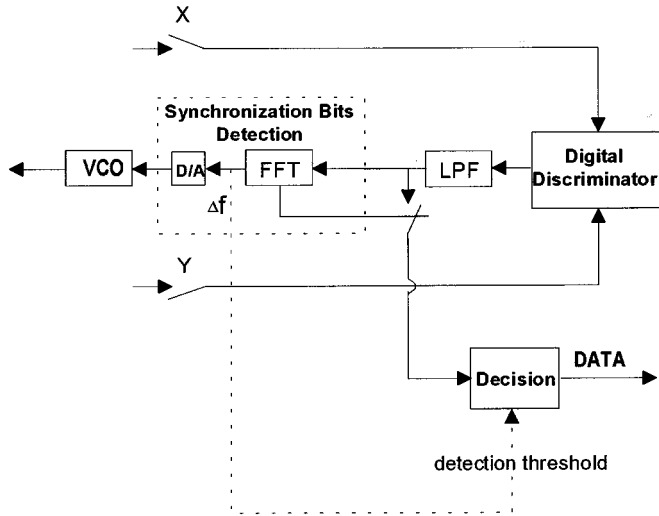 X
Synchronization Bits
Detection
VCO
D/A
FFT
LPF
Digital
Discriminator
Δf
Y
Decision
DATA
detection threshold